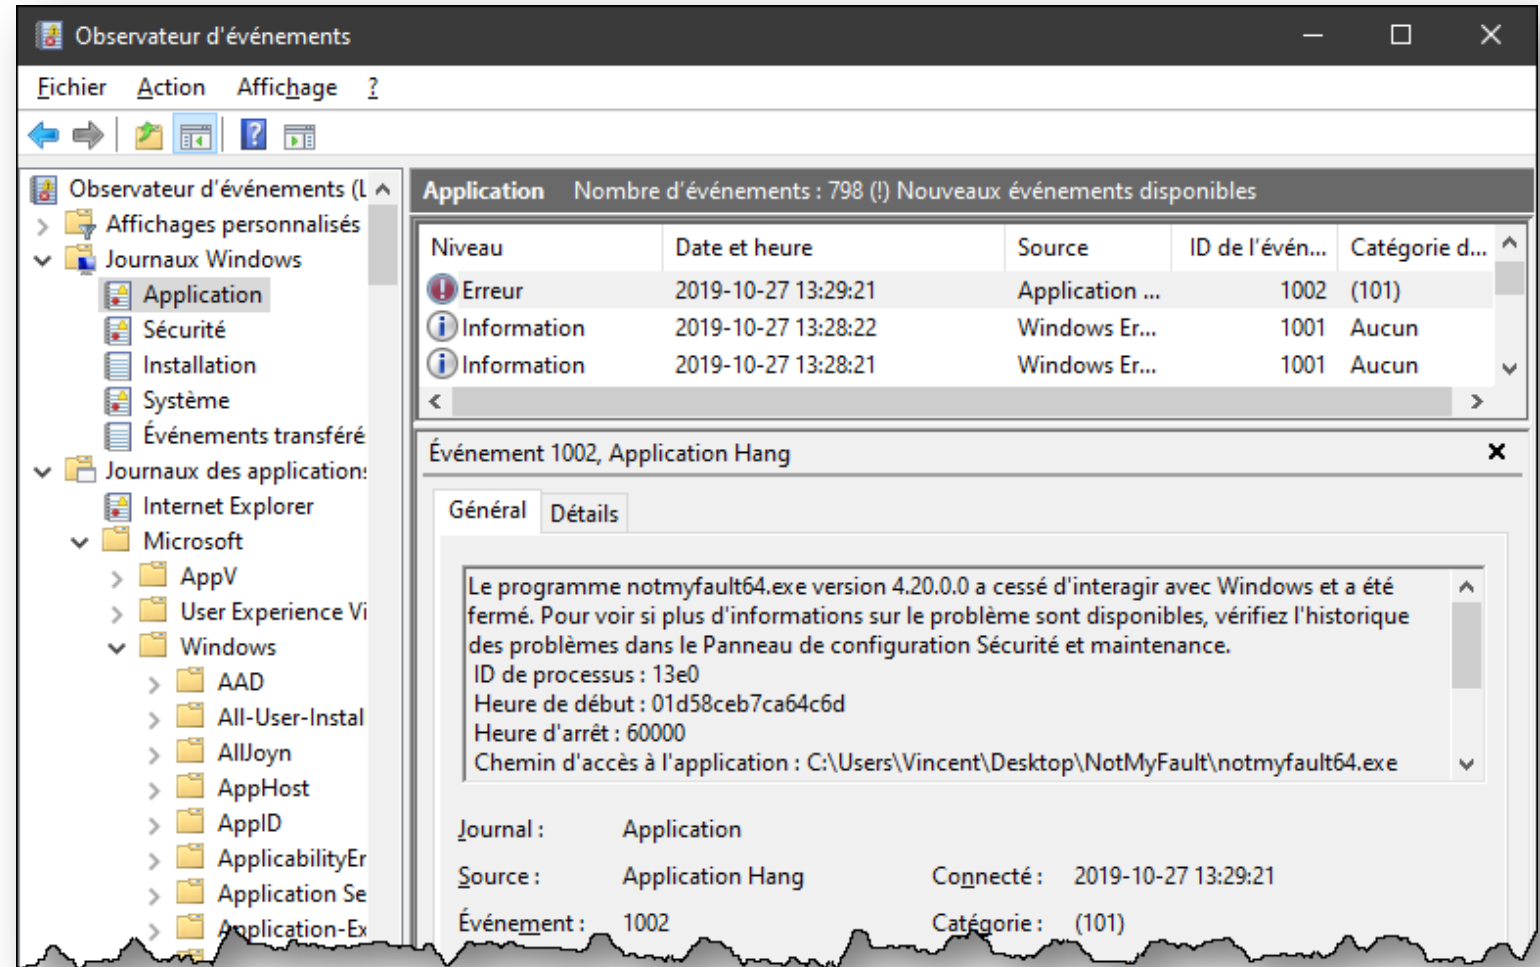 Observateur d'événements
Fichier Action Affichage ?
Observateur d'événements (L
Affichages personnalisés
Journaux Windows
Application
Sécurité
Installation
Système
Événements transféré
Journaux des application
Internet Explorer
Microsoft
AppV
User Experience Vi
Windows
AAD
All-User-Instal
AllJoyn
AppHost
AppID
ApplicabilityEr
Application Se
Application-Ex
Application Nombre d'événements : 798 (!) Nouveaux événements disponibles
Niveau Date et heure Source ID de l'évén... Catégorie d...
Erreur 2019-10-27 13:29:21 Application ... 1002 (101)
Information 2019-10-27 13:28:22 Windows Er... 1001 Aucun
Information 2019-10-27 13:28:21 Windows Er... 1001 Aucun
Événement 1002, Application Hang
Général Détails
Le programme notmyfault64.exe version 4.20.0.0 a cessé d'interagir avec Windows et a été
fermé. Pour voir si plus d'informations sur le problème sont disponibles, vérifiez l'historique
des problèmes dans le Panneau de configuration Sécurité et maintenance.
ID de processus : 13e0
Heure de début : 01d58ceb7ca64c6d
Heure d'arrêt : 60000
Chemin d'accès à l'application : C:\Users\Vincent\Desktop\NotMyFault\notmyfault64.exe
Journal : Application
Source : Application Hang Connecté : 2019-10-27 13:29:21
Événement : 1002 Catégorie : (101)